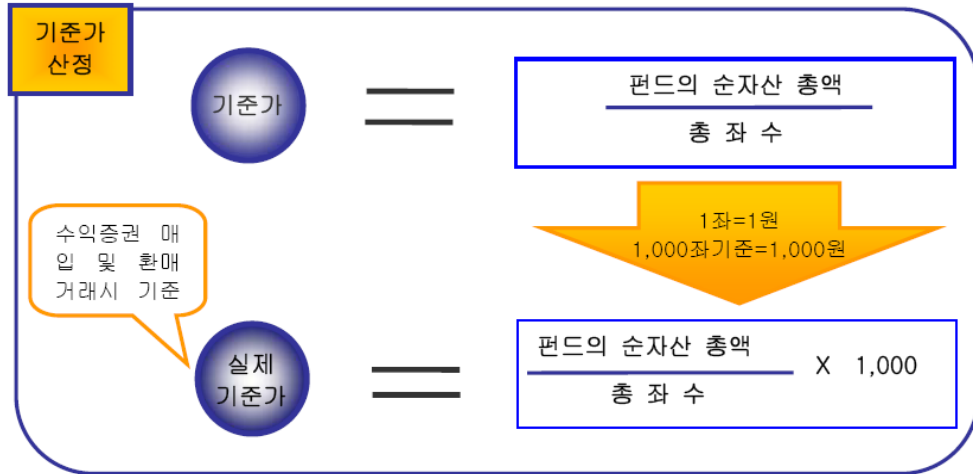 기준가
산정
기준가
펀드의 순자산 총액
총 좌 수
1좌=1원
1,000좌기준=1,000원
수익증권 매
입 및 환매
거래시 기준
실제
기준가
펀드의 순자산 총액
총 좌 수
X 1,000